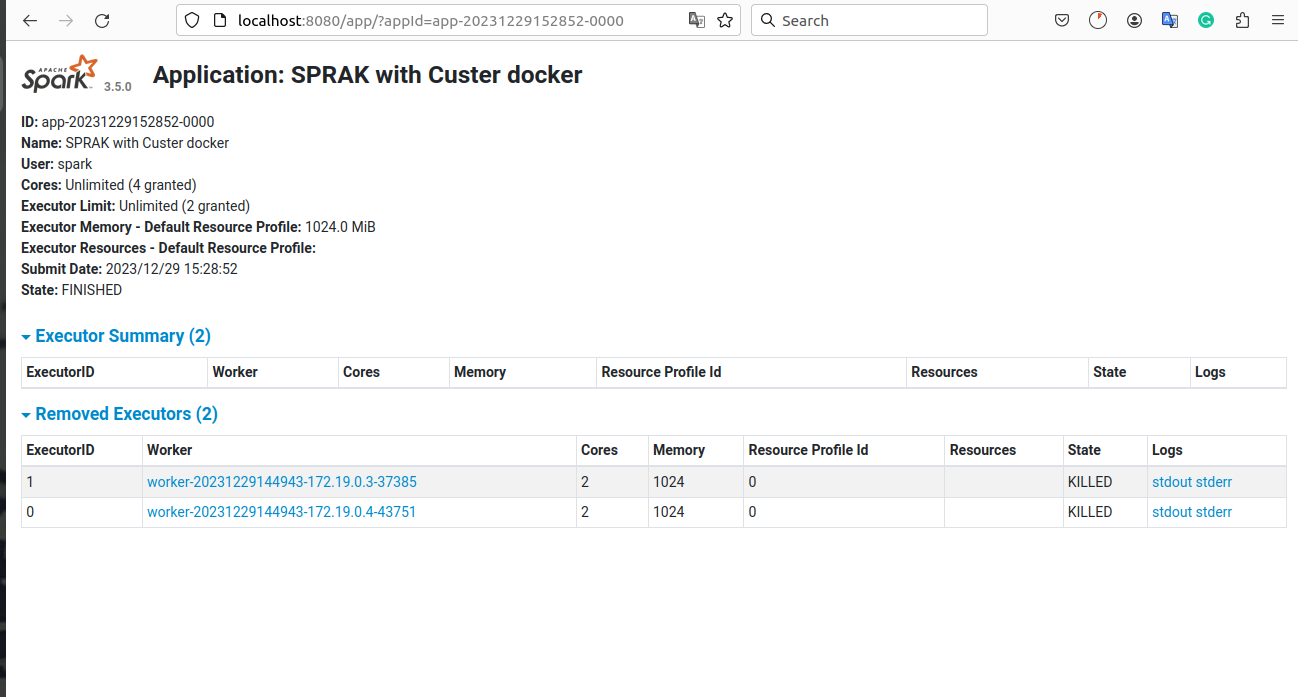 localhost:8080/app/?appId=app-20231229152852-0000
Search
APACHE Spark 3.5.0 Application: SPRAK with Custer docker
ID: app-20231229152852-0000
Name: SPRAK with Custer docker
User: spark
Cores: Unlimited (4 granted)
Executor Limit: Unlimited (2 granted)
Executor Memory - Default Resource Profile: 1024.0 MiB
Executor Resources - Default Resource Profile:
Submit Date: 2023/12/29 15:28:52
State: FINISHED
Executor Summary (2)
ExecutorID Worker Cores Memory Resource Profile Id Resources State Logs
Removed Executors (2)
ExecutorID Worker Cores Memory Resource Profile Id Resources State Logs
1 worker-20231229144943-172.19.0.3-37385 2 1024 0 KILLED stdout stderr
0 worker-20231229144943-172.19.0.4-43751 2 1024 0 KILLED stdout stderr